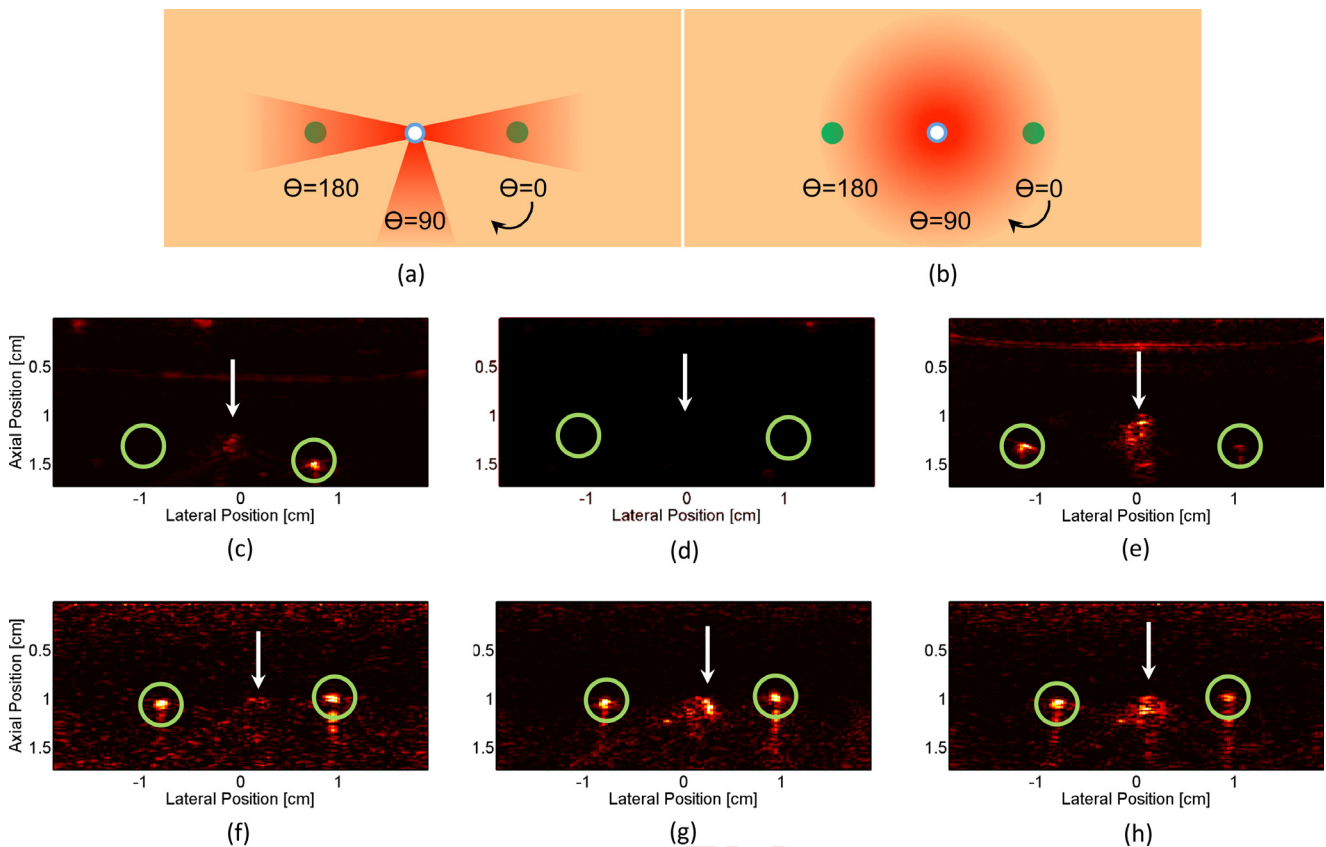 ϴ=180
ϴ=90
ϴ=0
ϴ=180
ϴ=90
ϴ=0
(a)
(b)
Axial Position [cm]
0.5
1
1.5
-1
0
1
Lateral Position [cm]
(c)
0.5
1
1.5
-1
0
1
Lateral Position [cm]
(d)
0.5
1
1.5
-1
0
1
Lateral Position [cm]
(e)
Axial Position [cm]
0.5
1
1.5
-1
0
1
Lateral Position [cm]
(f)
0.5
1
1.5
-1
0
1
Lateral Position [cm]
(g)
0.5
1
1.5
-1
0
1
Lateral Position [cm]
(h)